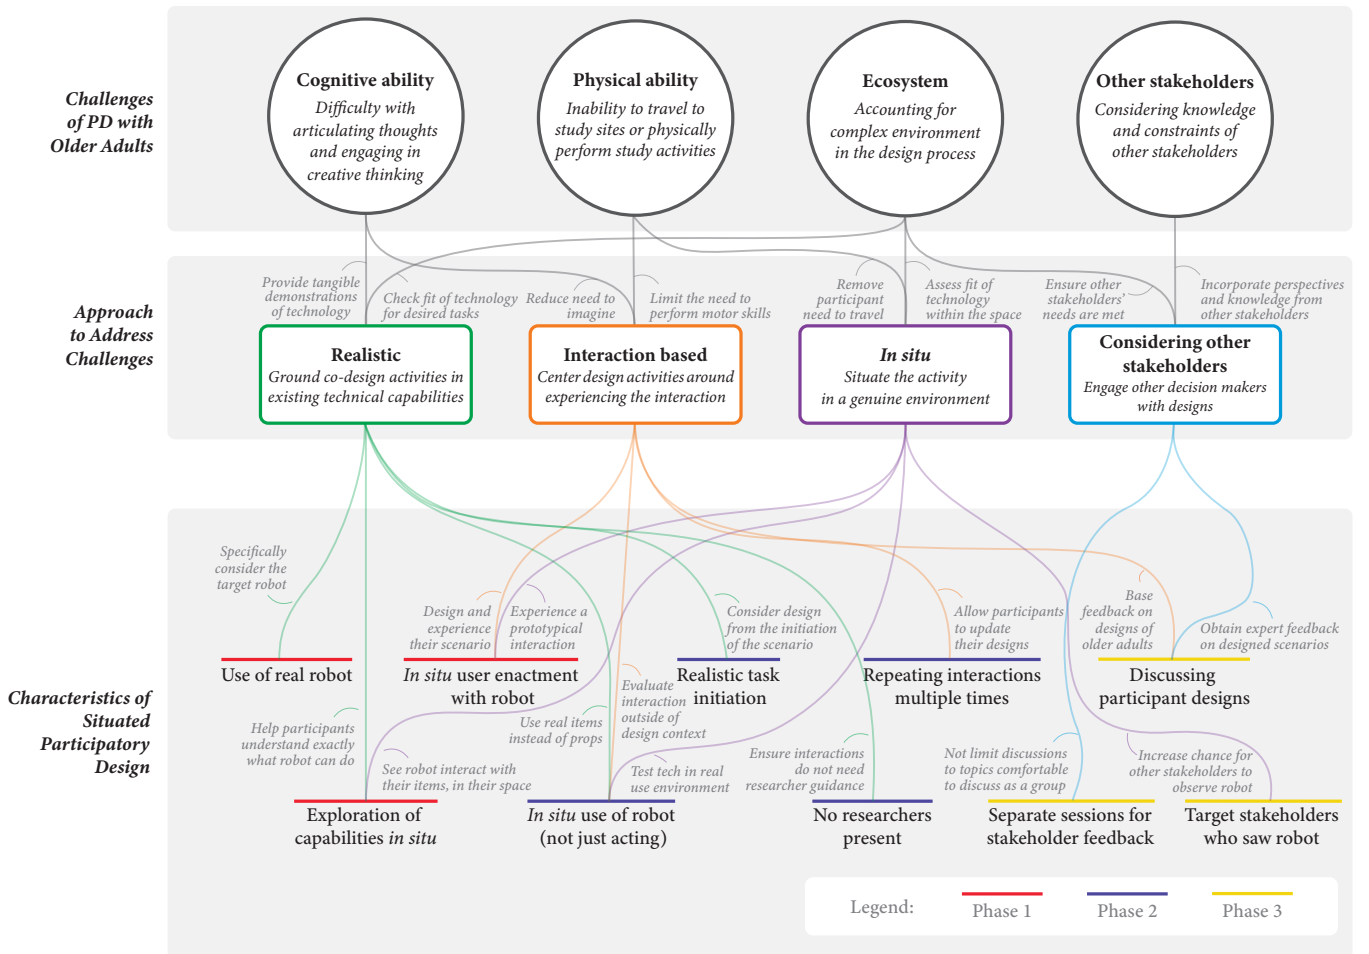 Challenges
of PD with
Older Adults
Cognitive ability
Difficulty with
articulating thoughts
and engaging in
creative thinking
Physical ability
Inability to travel to
study sites or physically
perform study activities
Ecosystem
Accounting for
complex environment
in the design process
Other stakeholders
Considering knowledge
and constraints of
other stakeholders
Approach
to Address
Challenges
Provide tangible
demonstrations
of technology
Check fit of technology
for desired tasks
Reduce need to
imagine
Limit the need to
perform motor skills
Remove
participant
need to travel
Assess fit of
technology
within the space
Ensure other
stakeholders’
needs are met
Incorporate perspectives
and knowledge from
other stakeholders
Realistic
Ground co-design activities in
existing technical capabilities
Interaction based
Center design activities around
experiencing the interaction
In situ
Situate the activity
in a genuine environment
Considering other
stakeholders
Engage other decision makers
with designs
Characteristics of
Situated
Participatory
Design
Specifically
consider the
target robot
Design and
experience
their scenario
Experience a
prototypical
interaction
Consider design
from the initiation
of the scenario
Allow participants
to update
their designs
Base
feedback on
designs of
older adults
Obtain expert feedback
on designed scenarios
Use of real robot
In situ user enactment
with robot
Realistic task
initiation
Repeating interactions
multiple times
Discussing
participant designs
Help participants
understand exactly
what robot can do
See robot interact with
their items, in their space
Use real items
instead of props
Evaluate
interaction
outside of
design context
Test tech in real
use environment
Ensure interactions
do not need
researcher guidance
Not limit discussions
to topics comfortable
to discuss as a group
Increase chance for
other stakeholders to
observe robot
Exploration of
capabilities in situ
In situ use of robot
(not just acting)
No researchers
present
Separate sessions for
stakeholder feedback
Target stakeholders
who saw robot
Legend:
Phase 1
Phase 2
Phase 3